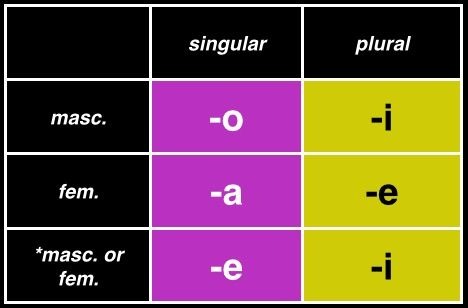 singular plural
masc. -o -i
fem. -a -e
*masc. or
fem. -e -i